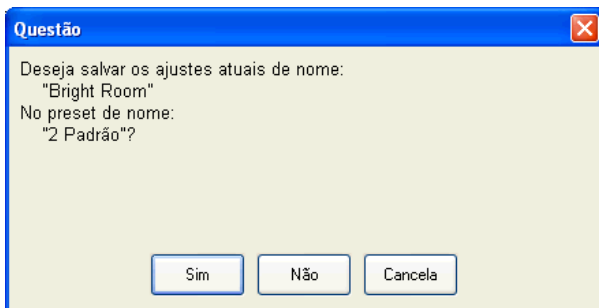 Questão
Deseja salvar os ajustes atuais de nome:
"Bright Room"
No preset de nome:
"2 Padrão"?
Sim Não Cancela